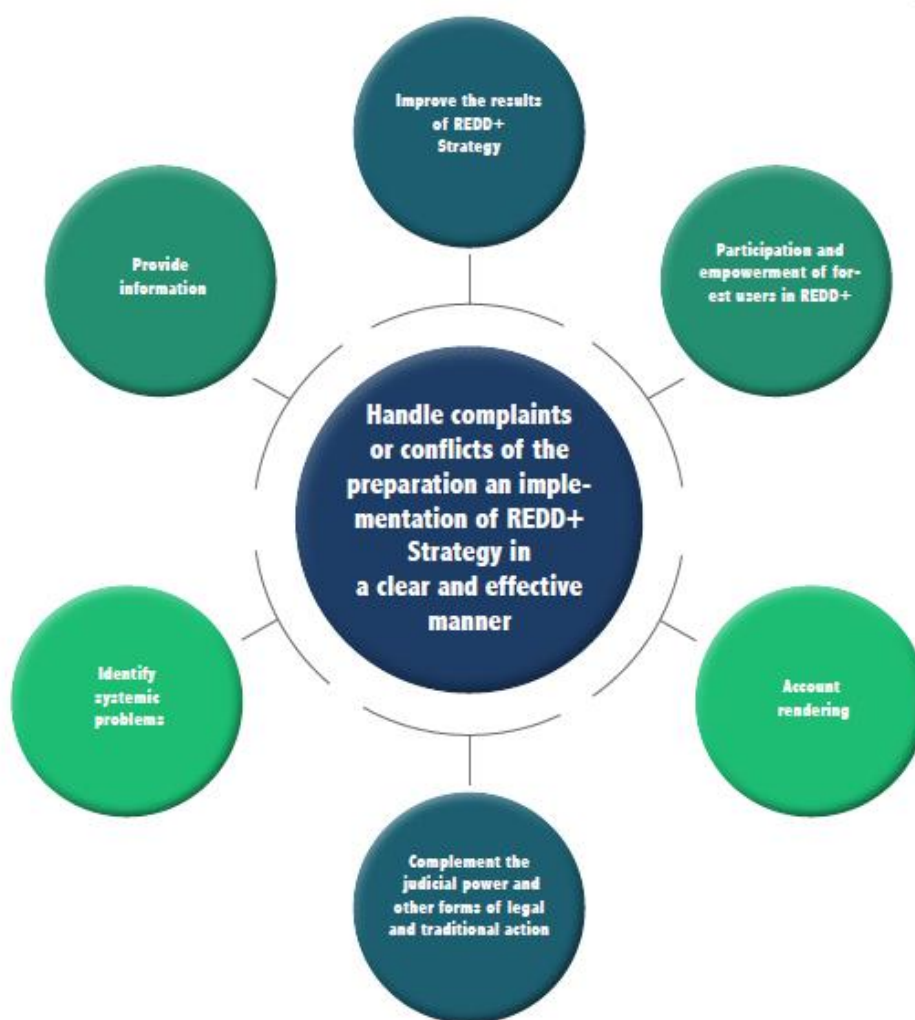 Improve the results
of REDD+
Strategy
Provide
information
Participation and
empowerment of for-
est users in REDD+
Handle complaints
or conflicts of the
preparation an imple-
mentation of REDD+
Strategy in
a clear and effective
manner
Identify
systemic
problems
Account
rendering
Complement the
judicial power and
other forms of legal
and traditional action